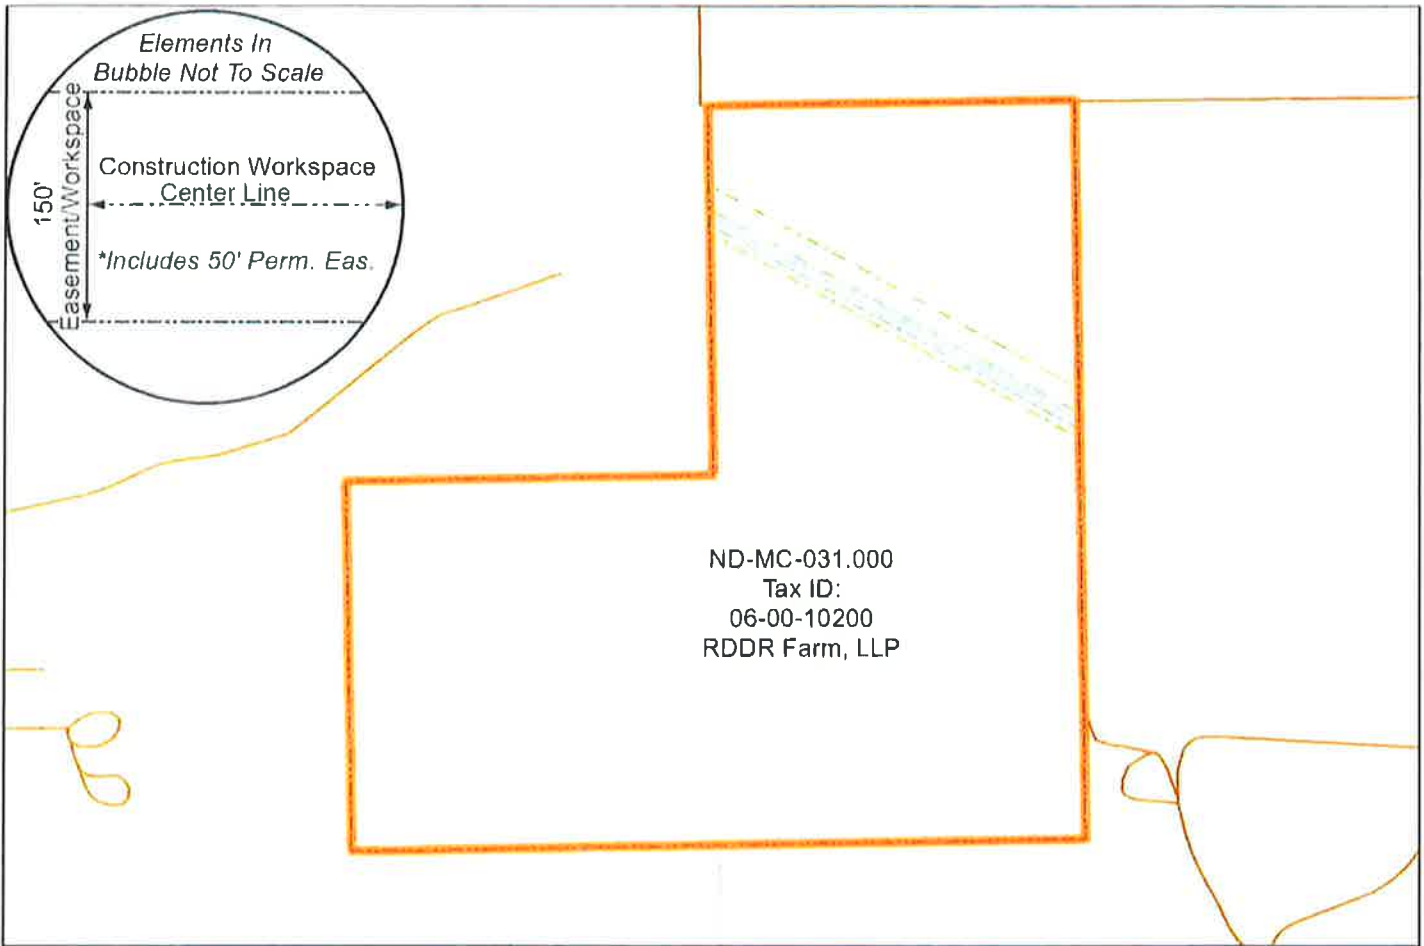 Elements In
Bubble Not To Scale
150'
Easement/Workspace
Construction Workspace
Center Line
*Includes 50' Perm. Eas.
ND-MC-031.000
Tax ID:
06-00-10200
RDDR Farm, LLP